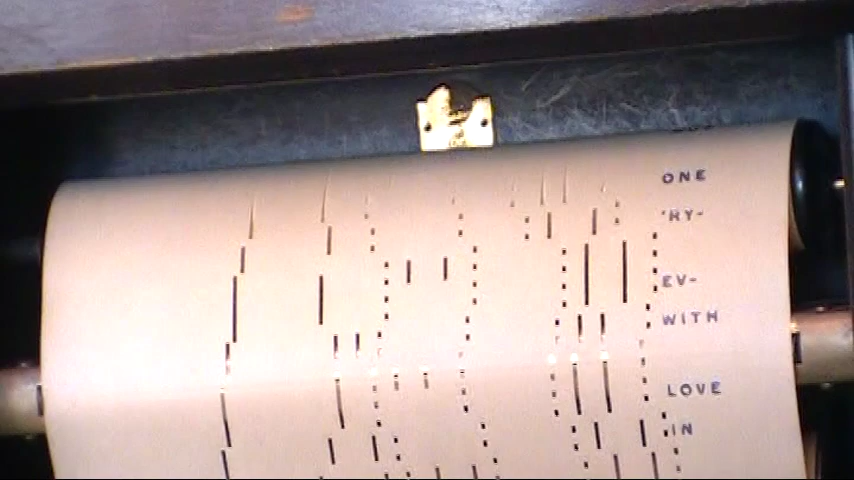 ONE
'RY-
EV-
WITH
LOVE
IN